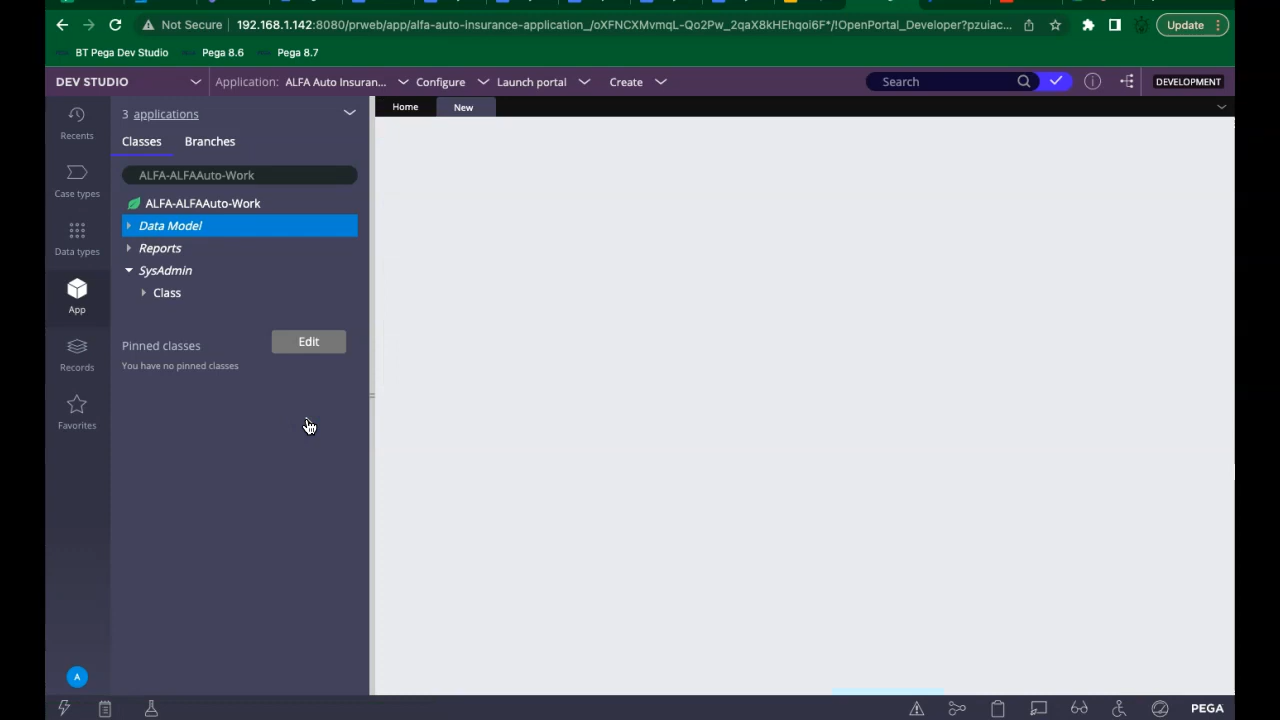 Not Secure 192.168.1.142:8080/prweb/app/alfa-auto-insurance-application_/oXFNCXMvmqL-Qo2Pw_2qaX8kHEhqoi6F*/!OpenPortal_Developer?pzuiac... Update
BT Pega Dev Studio Pega 8.6 Pega 8.7
DEV STUDIO Application: ALFA Auto Insuran... Configure Launch portal Create Search DEVELOPMENT
Home New
3 applications
Classes Branches
ALFA-ALFAAuto-Work
ALFA-ALFAAuto-Work
Data Model
Reports
SysAdmin
Class
Pinned classes Edit
You have no pinned classes
Recents
Case types
Data types
App
Records
Favorites
A
PEGA